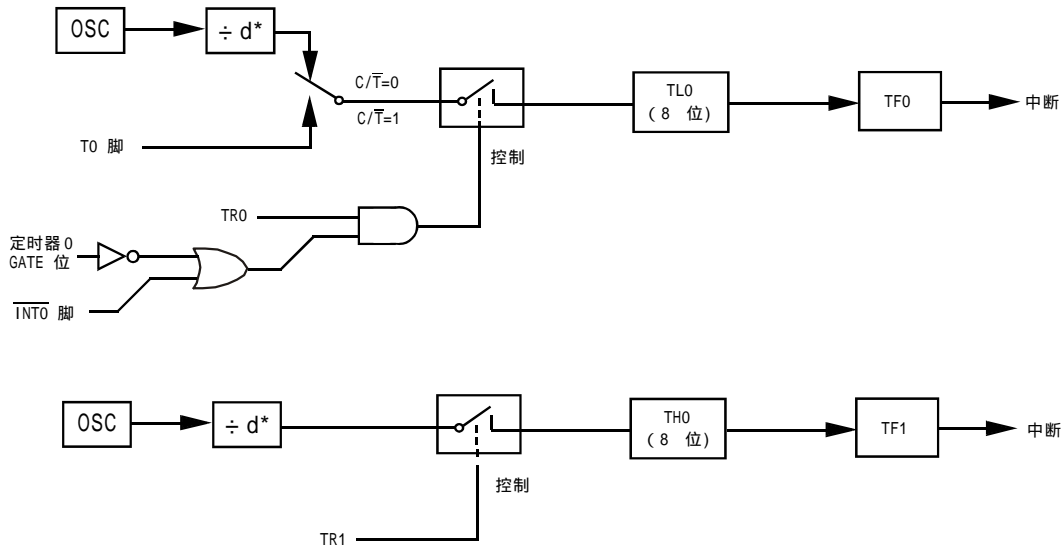 OSC
÷ d*
C/T̅=0
C/T̅=1
T0 脚
控制
TL0
(8 位)
TF0
中断
TR0
定时器0
GATE 位
I̅N̅T̅0̅ 脚
OSC
÷ d*
控制
TR1
TH0
(8 位)
TF1
中断